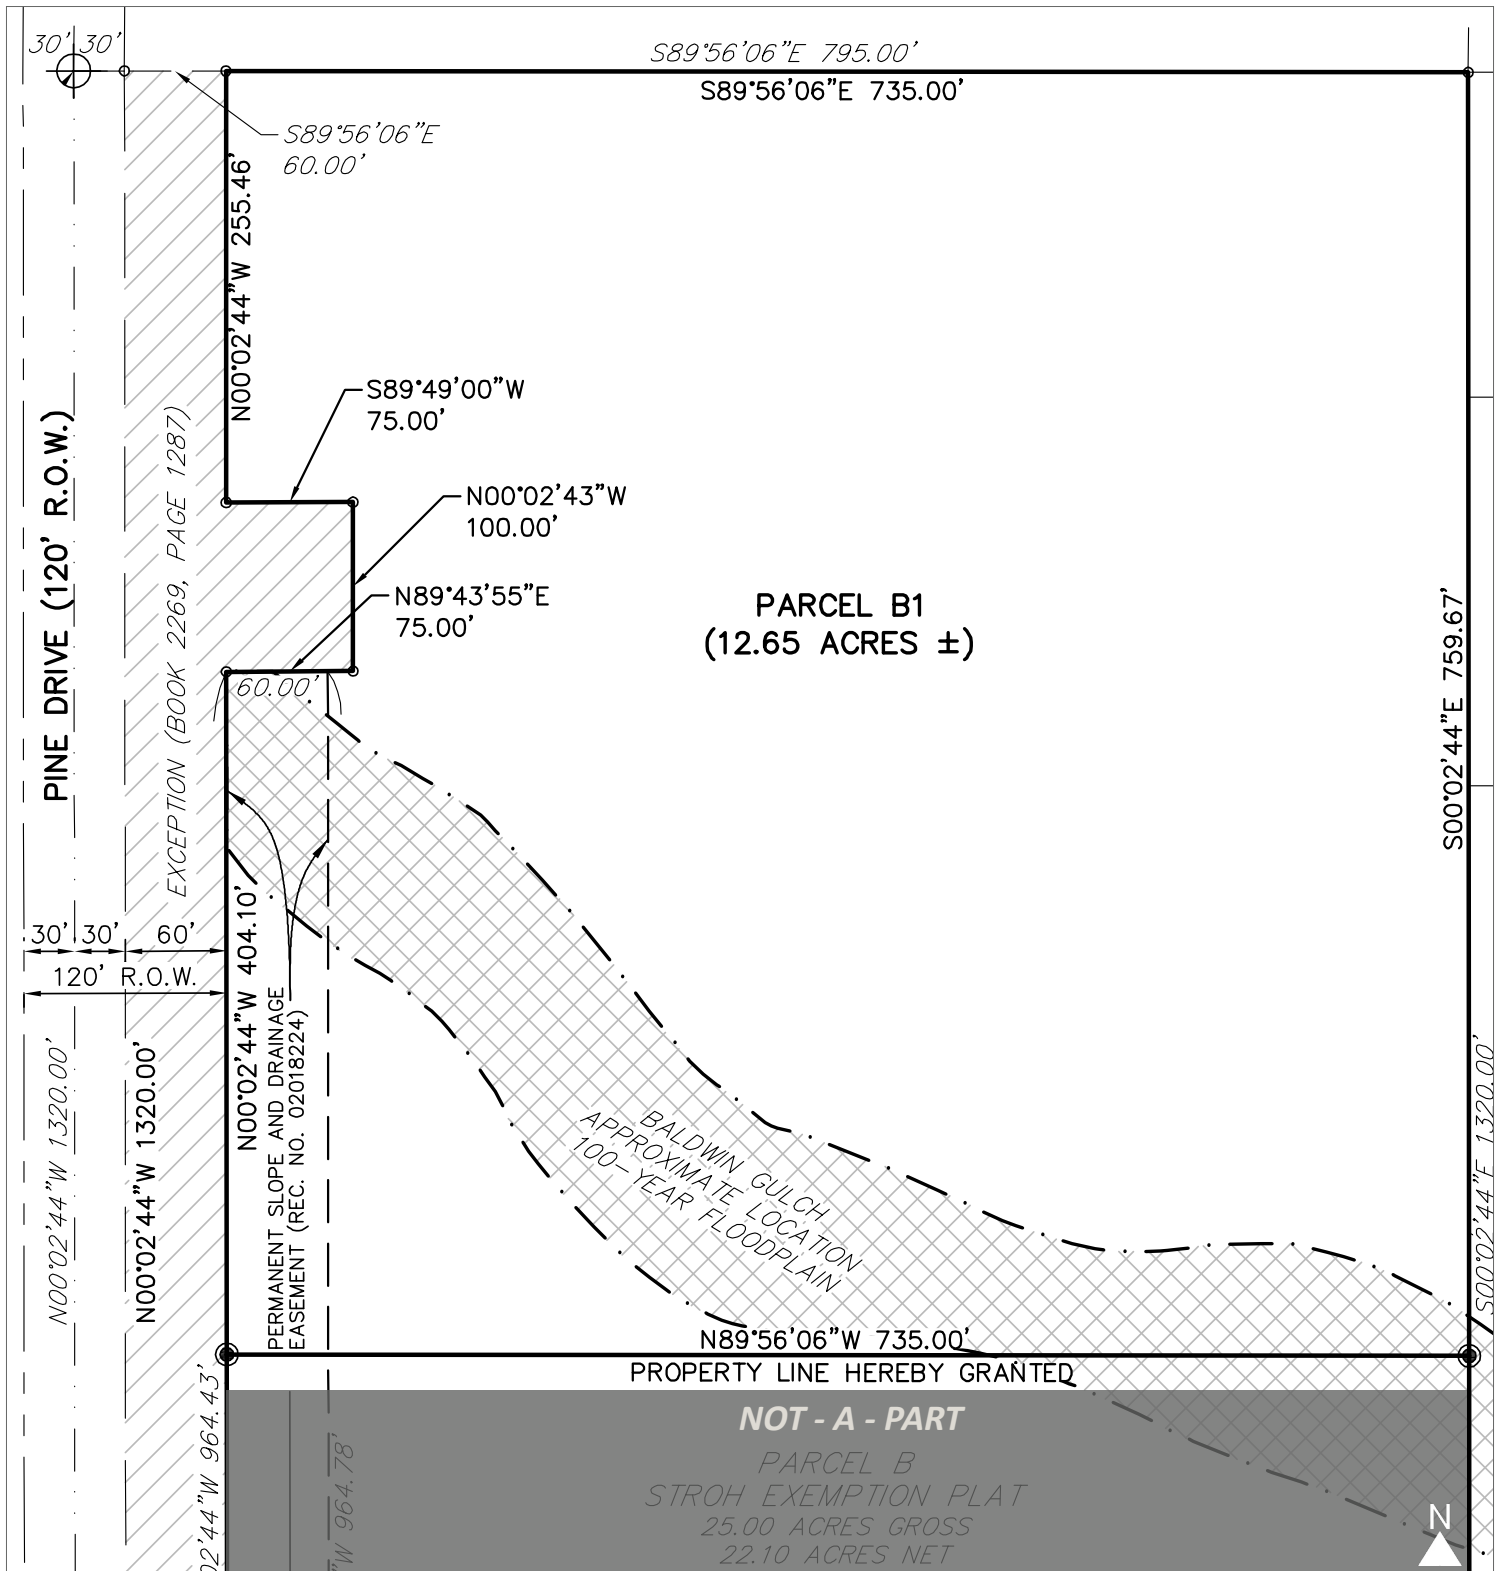 30' 30'
S89°56'06"E 795.00'
S89°56'06"E 735.00'
S89°56'06"E
60.00'
N00°02'44"W 255.46'
S89°49'00"W
75.00'
N00°02'43"W
100.00'
N89°43'55"E
75.00'
60.00'
PINE DRIVE (120' R.O.W.)
EXCEPTION (BOOK 2269, PAGE 1287)
PARCEL B1
(12.65 ACRES ±)
S00°02'44"E 759.67'
30' 30' 60'
120' R.O.W.
N00°02'44"W 404.10'
PERMANENT SLOPE AND DRAINAGE
EASEMENT (REC. NO. 02018224)
N00°02'44"W 1320.00'
N00°02'44"W 1320.00'
S00°02'44"E 1320.00'
BALDWIN GULCH
APPROXIMATE LOCATION
100-YEAR FLOODPLAIN
N89°56'06"W 735.00'
PROPERTY LINE HEREBY GRANTED
02'44"W 964.43'
"W 964.78'
NOT - A - PART
PARCEL B
STROH EXEMPTION PLAT
25.00 ACRES GROSS
22.10 ACRES NET
N